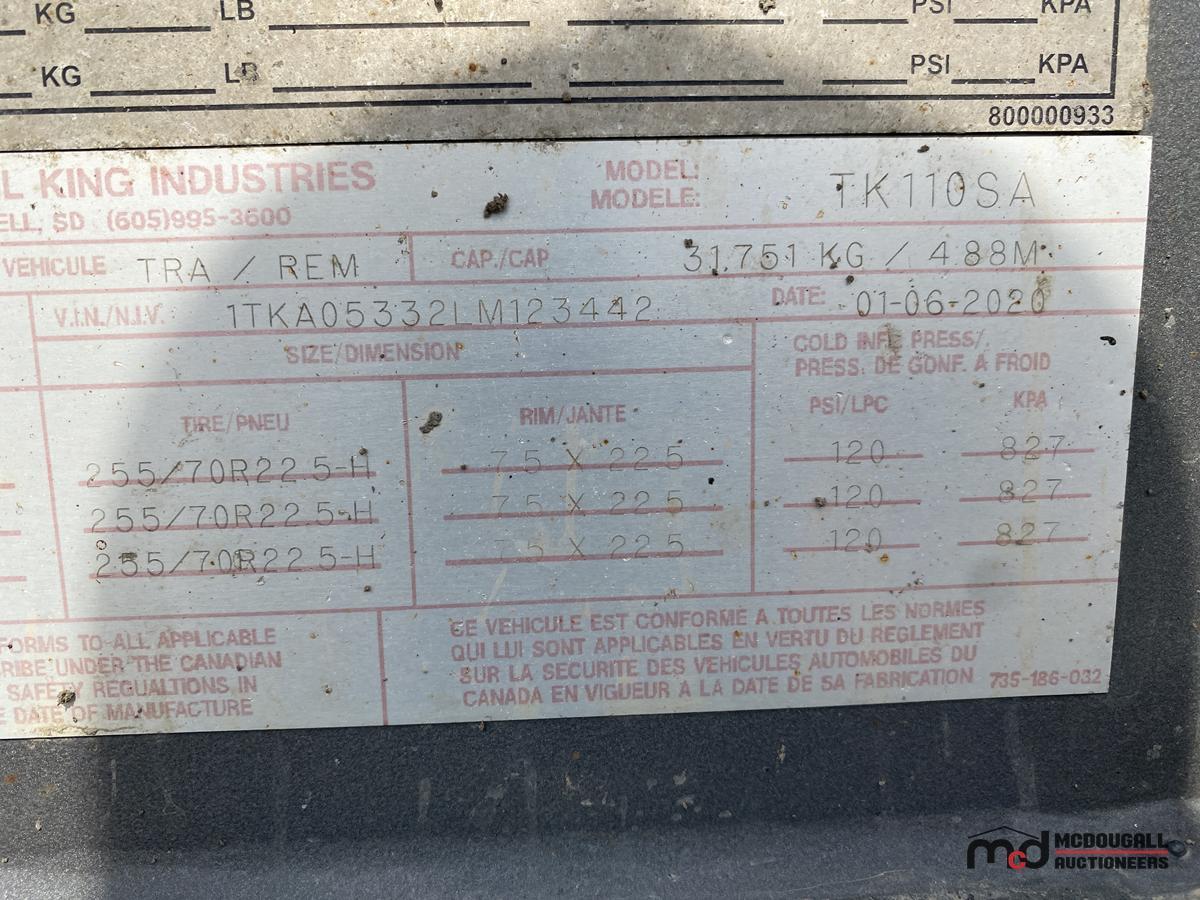 KG LB PSI KPA
KG LB PSI KPA
800000933
L KING INDUSTRIES
ELL, SD (605)995-3600
MODEL:
MODELE: TK110SA
VEHICULE TRA / REM CAP./CAP 31,751 KG / 4.88M
V.I.N./N.I.V. 1TKA05332LM123442 DATE: 01-06-2020
SIZE/DIMENSION
COLD INFL PRESS/.
PRESS. DE GONF. A FROID
TIRE/PNEU RIM/JANTE PSI/LPC KPA
255/70R22.5-H 7.5 X 22.5 120 827
255/70R22.5-H 7.5 X 22.5 120 827
255/70R22.5-H 7.5 X 22.5 120 827
FORMS TO ALL APPLICABLE
RIBE UNDER THE CANADIAN
SAFETY REGUALTIONS IN
E DATE OF MANUFACTURE
CE VEHICULE EST CONFORME A TOUTES LES NORMES
QUI LUI SONT APPLICABLES EN VERTU DU REGLEMENT
SUR LA SECURITE DES VEHICULES AUTOMOBILES DU
CANADA EN VIGUEUR A LA DATE DE SA FABRICATION 735-186-032
mcd MCDOUGALL
AUCTIONEERS